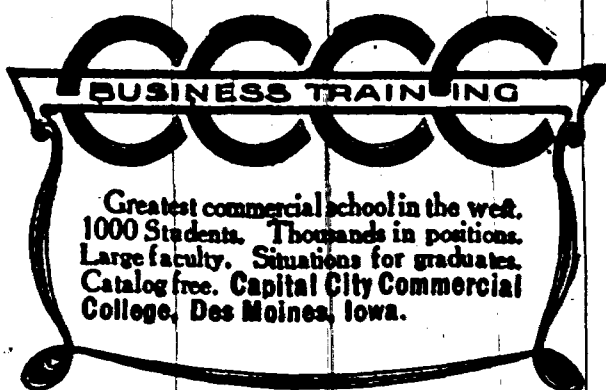 CCCC
BUSINESS TRAINING
Greatest commercial school in the west.
1000 Students. Thousands in positions.
Large faculty. Situations for graduates.
Catalog free. Capital City Commercial
College, Des Moines, Iowa.